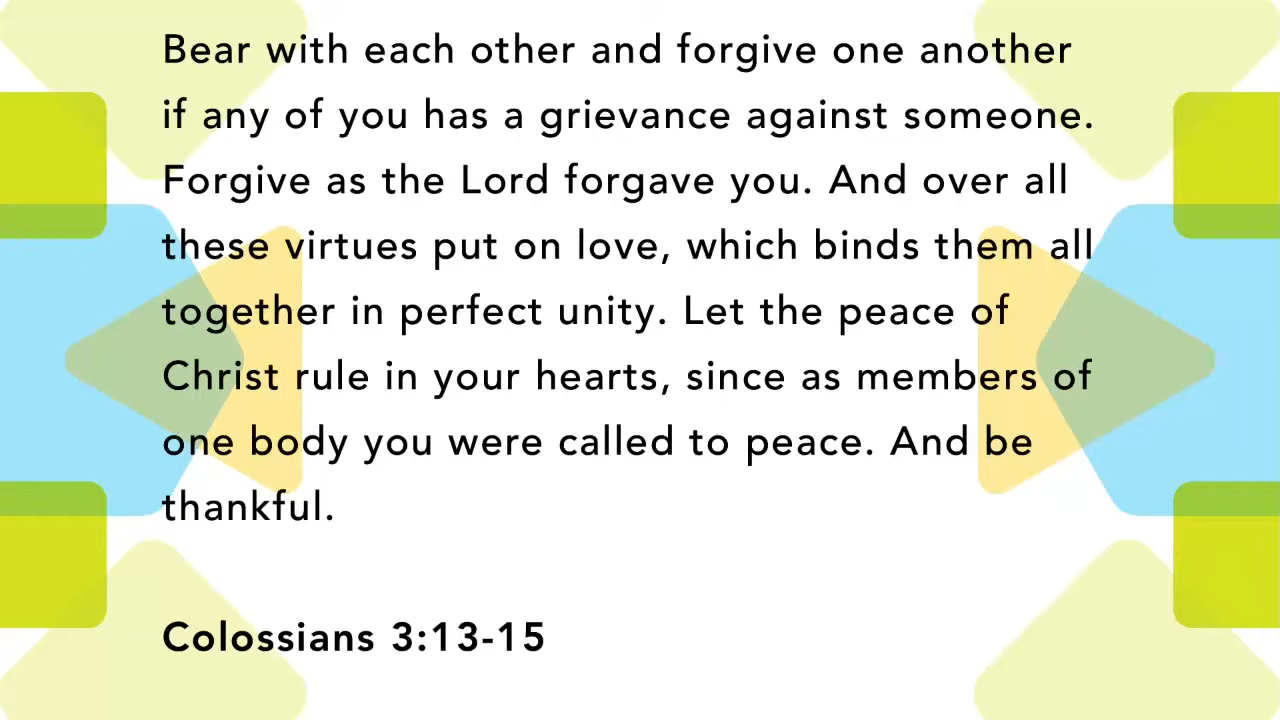 Bear with each other and forgive one another
if any of you has a grievance against someone.
Forgive as the Lord forgave you. And over all
these virtues put on love, which binds them all
together in perfect unity. Let the peace of
Christ rule in your hearts, since as members of
one body you were called to peace. And be
thankful.
Colossians 3:13-15